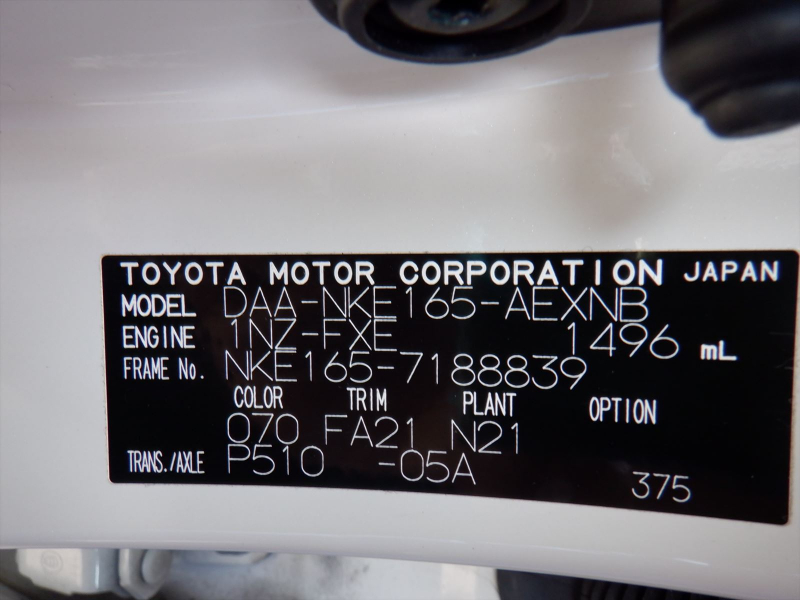 TOYOTA MOTOR CORPORATION JAPAN
MODEL DAA-NKE165-AEXNB
ENGINE 1NZ-FXE 1496 mL
FRAME No. NKE165-7188839
COLOR TRIM PLANT OPTION
070 FA21 N21
TRANS./AXLE P510 -05A
375